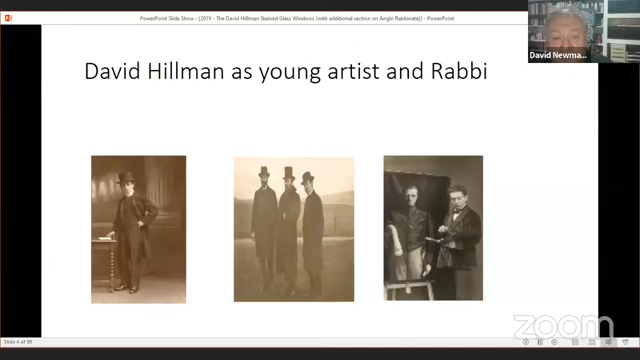 PowerPoint Slide Show - [2019 - The David Hillman Stained Glass Windows (with additional section on Anglo Rabbinate)] - PowerPoint
David Newma...
David Hillman as young artist and Rabbi
zoom
Slide 4 of 99